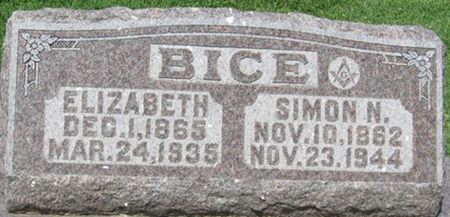 BICE
G
ELIZABETH
DEC. 1, 1865
MAR. 24, 1935
SIMON N.
NOV. 10, 1862
NOV. 23, 1944